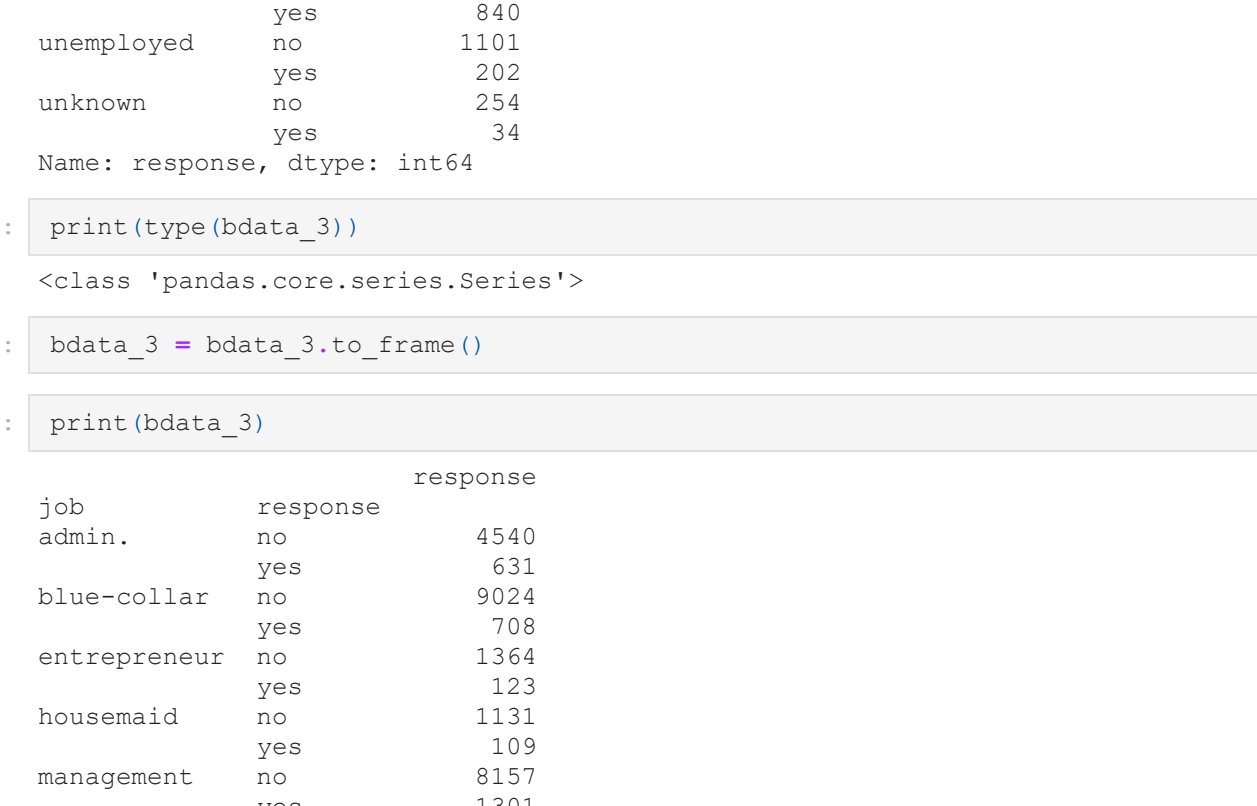 yes 840
unemployed no 1101
yes 202
unknown no 254
yes 34
Name: response, dtype: int64
: print(type(bdata_3))
<class 'pandas.core.series.Series'>
: bdata_3 = bdata_3.to_frame()
: print(bdata_3)
response
job response
admin. no 4540
yes 631
blue-collar no 9024
yes 708
entrepreneur no 1364
yes 123
housemaid no 1131
yes 109
management no 8157
yes 1301